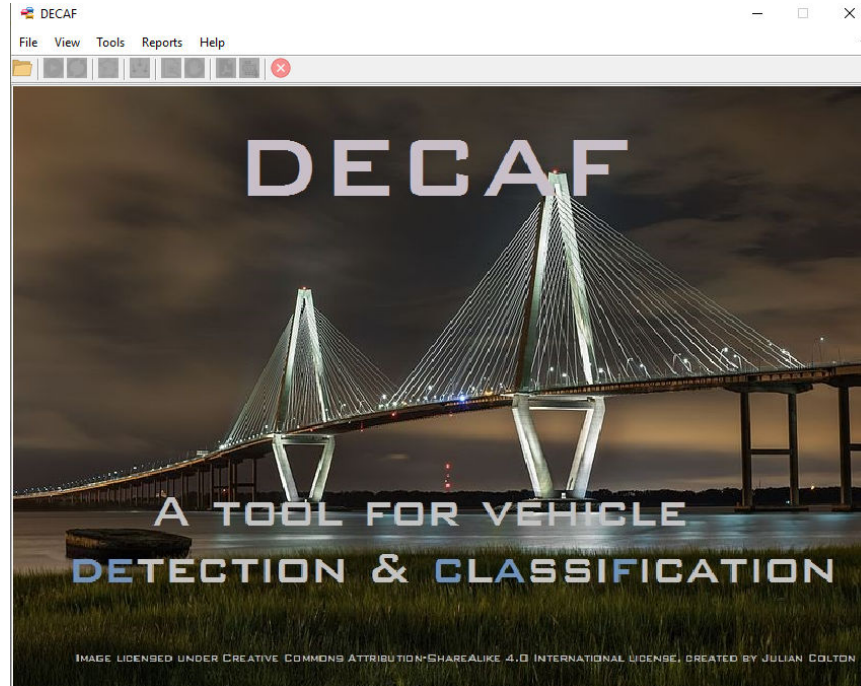 DECAF
File View Tools Reports Help
DECAF
A TOOL FOR VEHICLE
DETECTION & CLASSIFICATION
IMAGE LICENSED UNDER CREATIVE COMMONS ATTRIBUTION-SHAREALIKE 4.0 INTERNATIONAL LICENSE, CREATED BY JULIAN COLTON